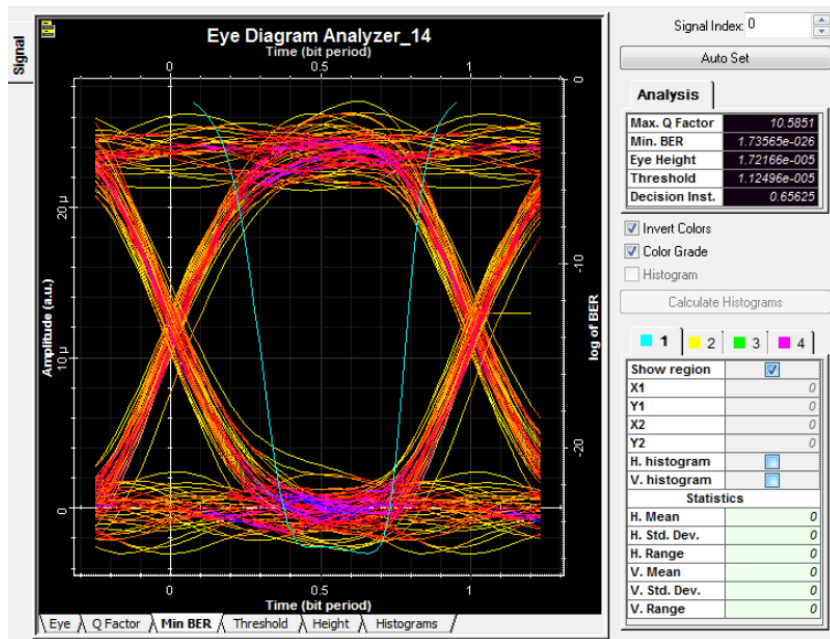 Signal
Eye Diagram Analyzer_14
Time (bit period)
0 0.5 1
Amplitude (a.u.)
20 µ
10 µ
0
0
-10
-20
log of BER
0 0.5 1
Time (bit period)
Eye Q Factor Min BER Threshold Height Histograms
Signal Index: 0
Auto Set
Analysis
Max. Q Factor 10.5851
Min. BER 1.73565e-026
Eye Height 1.72166e-005
Threshold 1.12496e-005
Decision Inst. 0.65625
Invert Colors
Color Grade
Histogram
Calculate Histograms
1 2 3 4
Show region
X1 0
Y1 0
X2 0
Y2 0
H. histogram
V. histogram
Statistics
H. Mean 0
H. Std. Dev. 0
H. Range 0
V. Mean 0
V. Std. Dev. 0
V. Range 0